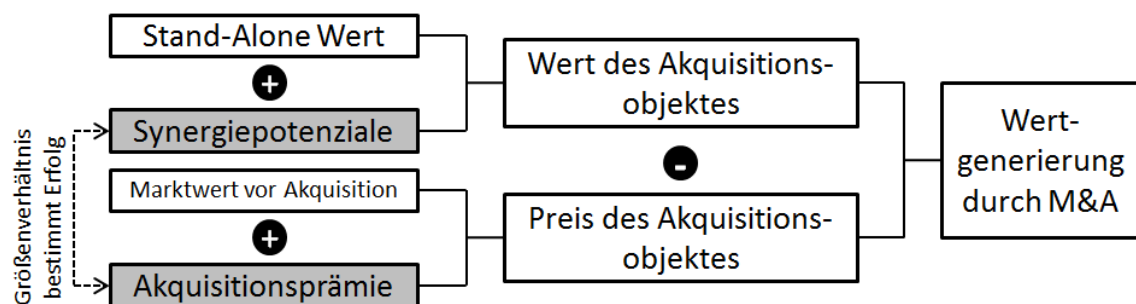 Stand-Alone Wert
+
Synergiepotenziale
Marktwert vor Akquisition
+
Akquisitionsprämie
Größenverhältnis
bestimmt Erfolg
Wert des Akquisitions-
objektes
-
Preis des Akquisitions-
objektes
Wert-
generierung
durch M&A